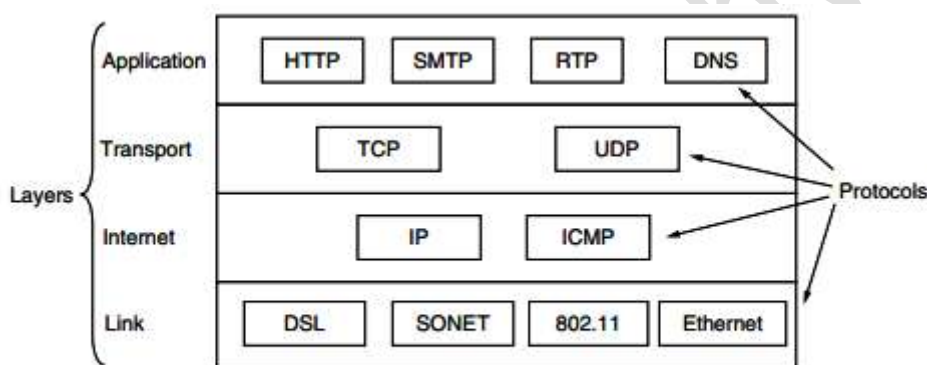 Application HTTP SMTP RTP DNS
Transport TCP UDP
Layers Protocols
Internet IP ICMP
Link DSL SONET 802.11 Ethernet